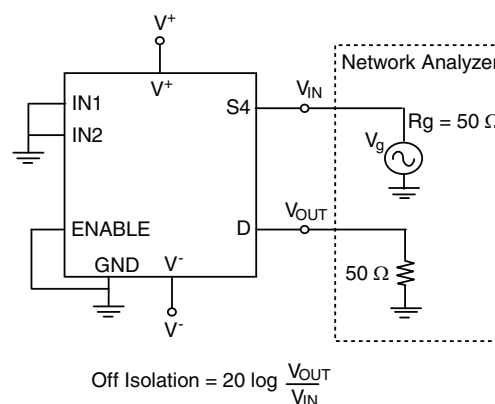 V+
V+
Network Analyzer
IN1
S4
VIN
Rg = 50 Ω
IN2
Vg
ENABLE
D
VOUT
GND
V-
50 Ω
V-
Off Isolation = 20 log VOUT
VIN